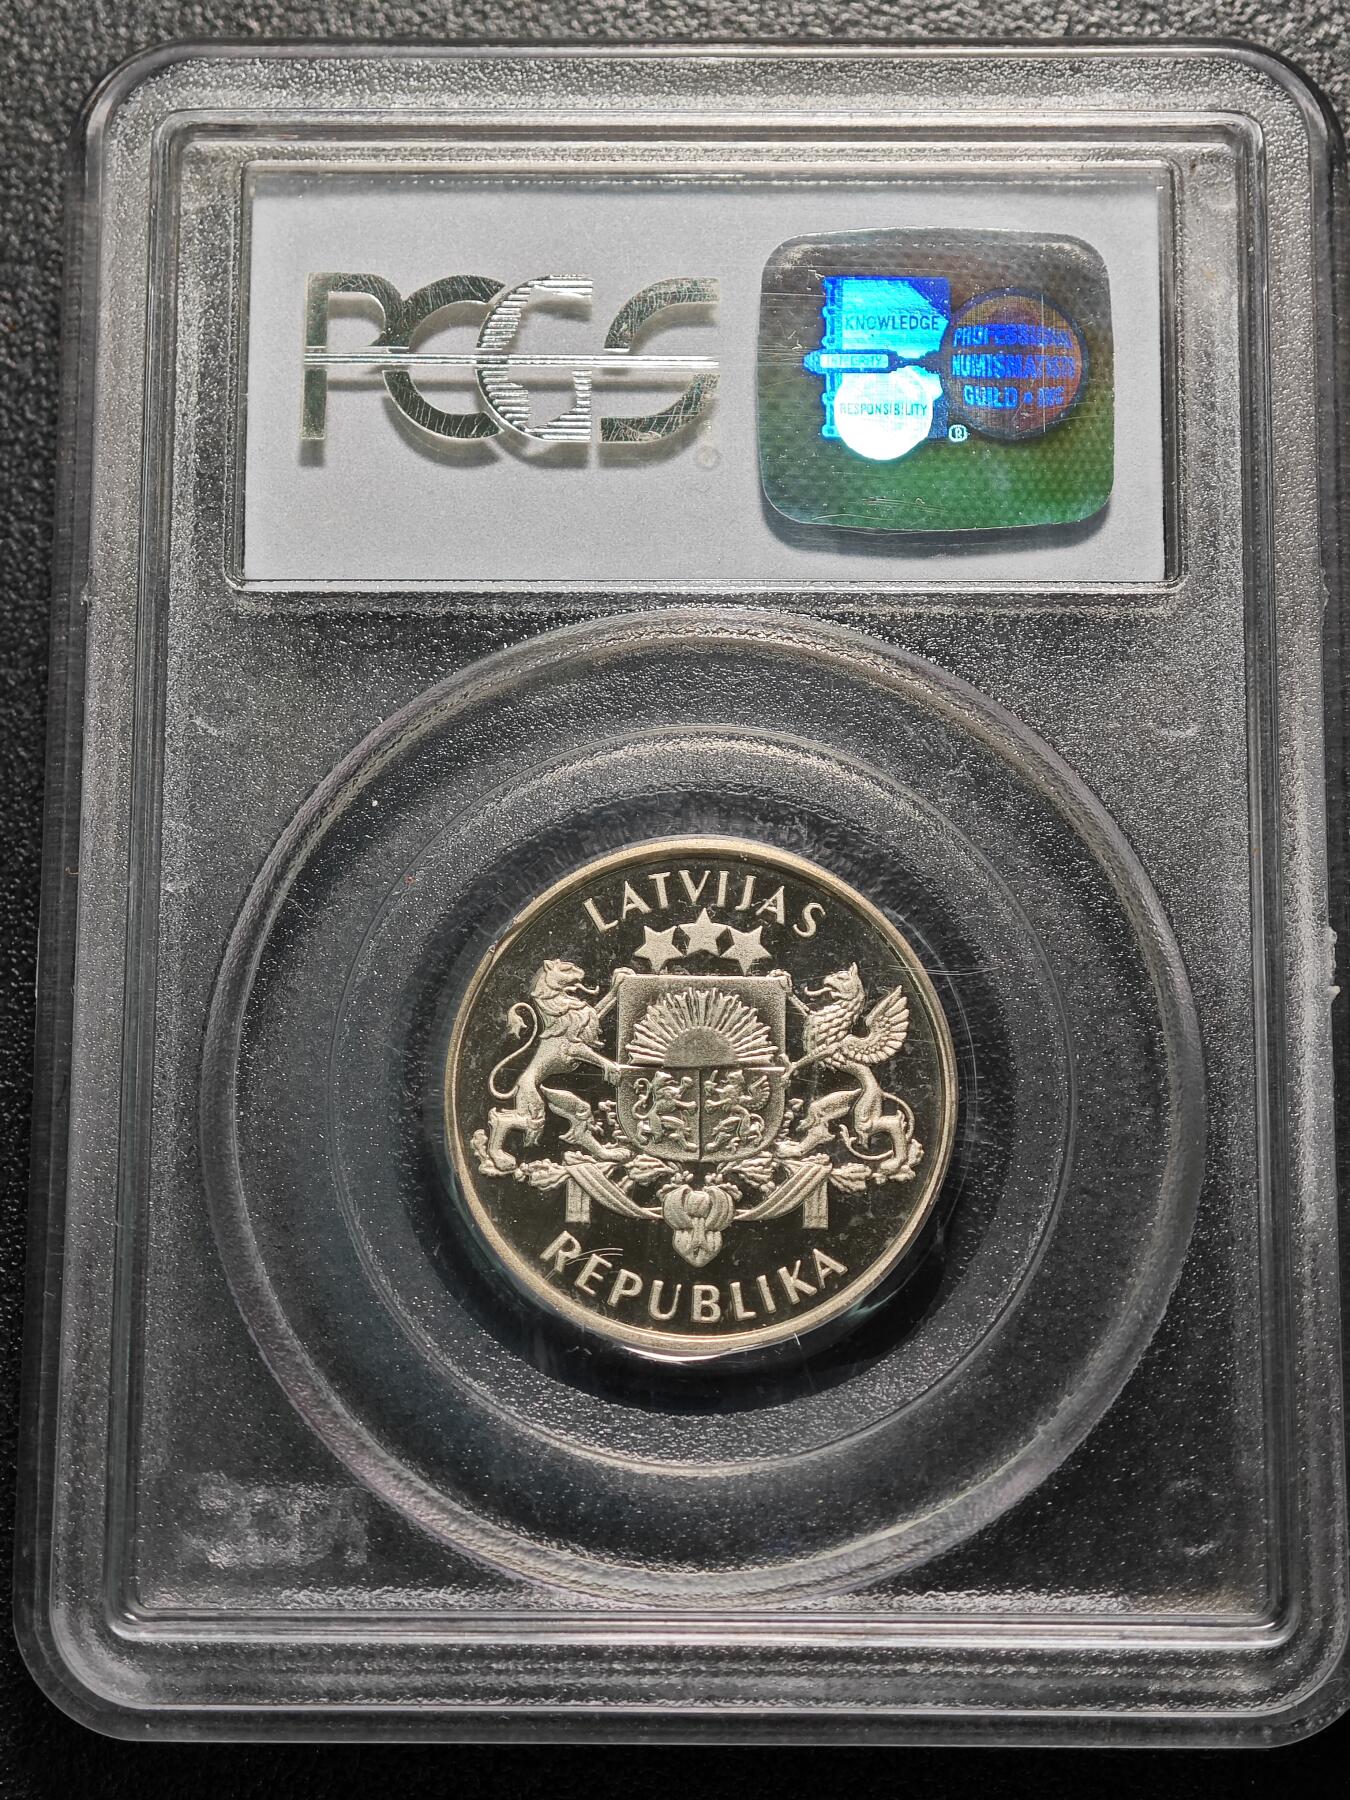 PCGS
KNOWLEDGE
INTEGRITY
RESPONSIBILITY
®
PROFESSIONAL
NUMISMATISTS
GUILD • INC
LATVIJAS
REPUBLIKA